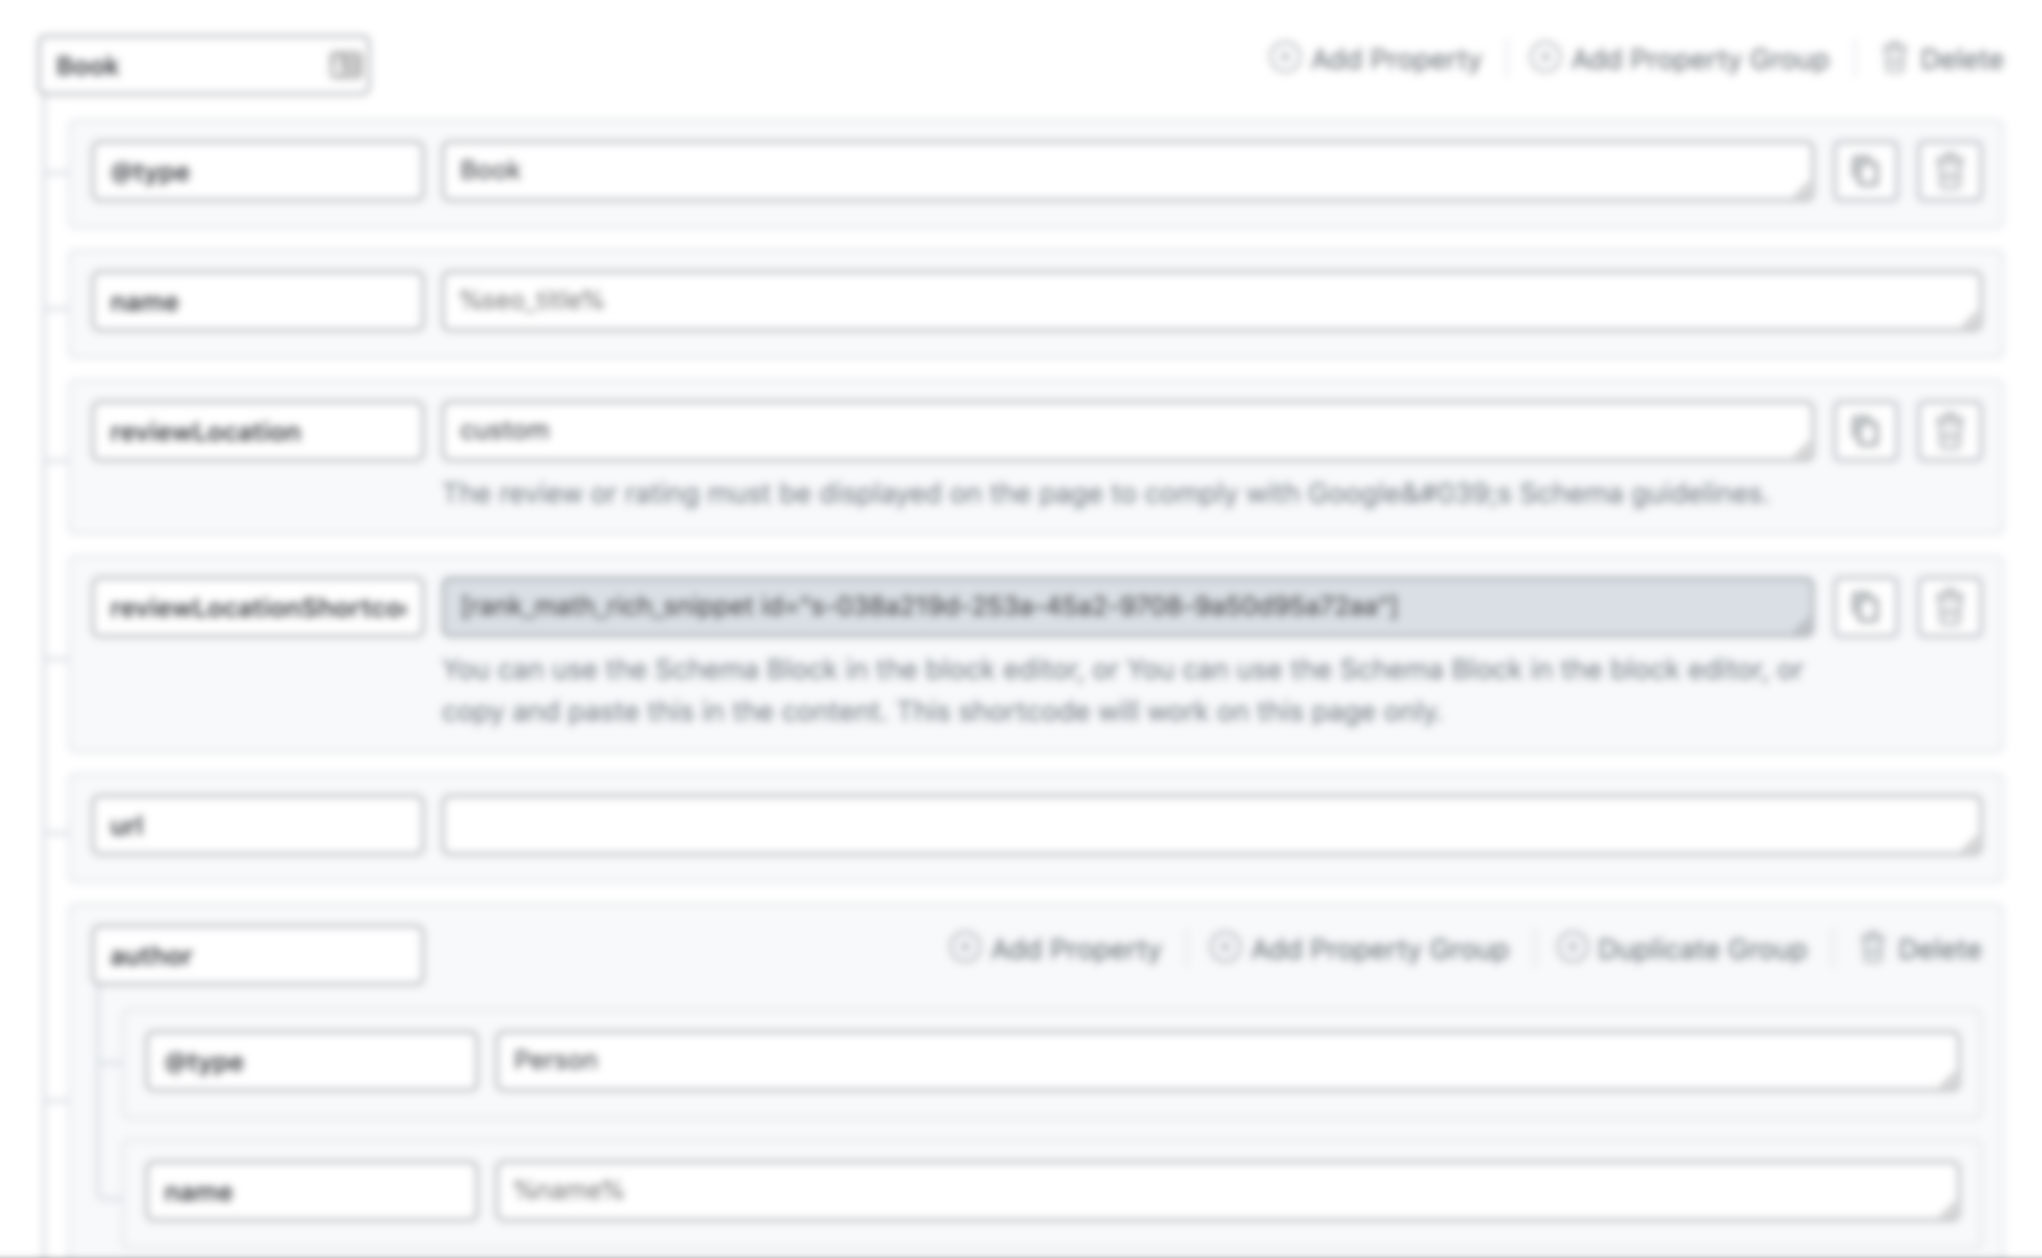 Book
Add Property
Add Property Group
Delete
@type
Book
name
%seo_title%
reviewLocation
custom
The review or rating must be displayed on the page to comply with Google&#039;s Schema guidelines.
reviewLocationShortco
[rank_math_rich_snippet id="s-038a219d-253a-45a2-9708-9a50d95a72aa"]
You can use the Schema Block in the block editor, or You can use the Schema Block in the block editor, or
copy and paste this in the content. This shortcode will work on this page only.
url
author
Add Property
Add Property Group
Duplicate Group
Delete
@type
Person
name
%name%